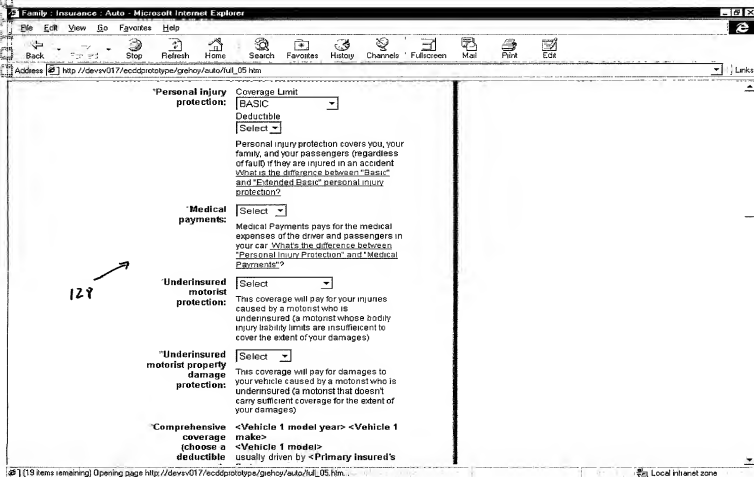 Family : Insurance : Auto - Microsoft Internet Explorer
File Edit View Go Favorites Help
Back Stop Refresh Home Search Favorites History Channels Fullscreen Mail Print Edit
Address http://devsv017/ecddprototype/grehoy/auto/full_05 htm Links
*Personal injury protection: Coverage Limit
BASIC
Deductible
Select
Personal injury protection covers you, your
family, and your passengers (regardless
of fault) if they are injured in an accident
What is the difference between "Basic"
and "Extended Basic" personal injury
protection?
*Medical payments: Select
Medical Payments pays for the medical
expenses of the driver and passengers in
your car What's the difference between
"Personal Injury Protection" and "Medical
Payments"?
128
*Underinsured motorist protection: Select
This coverage will pay for your injuries
caused by a motorist who is
underinsured (a motorist whose bodily
injury liability limits are insuffeicent to
cover the extent of your damages)
*Underinsured motorist property damage protection: Select
This coverage will pay for damages to
your vehicle caused by a motorist who is
underinsured (a motorist that doesn't
carry sufficient coverage for the extent of
your damages)
*Comprehensive coverage (choose a deductible
<Vehicle 1 model year> <Vehicle 1
make>
<Vehicle 1 model>
usually driven by <Primary insured's
(19 items remaining) Opening page http://devsv017/ecddprototype/grehoy/auto/full_05.htm... Local intranet zone